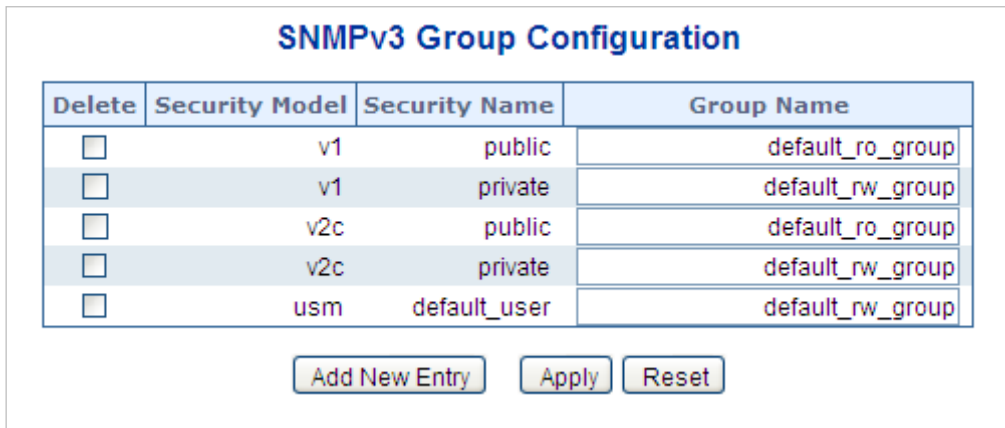 SNMPv3 Group Configuration
Delete Security Model Security Name Group Name
v1 public default_ro_group
v1 private default_rw_group
v2c public default_ro_group
v2c private default_rw_group
usm default_user default_rw_group
Add New Entry Apply Reset